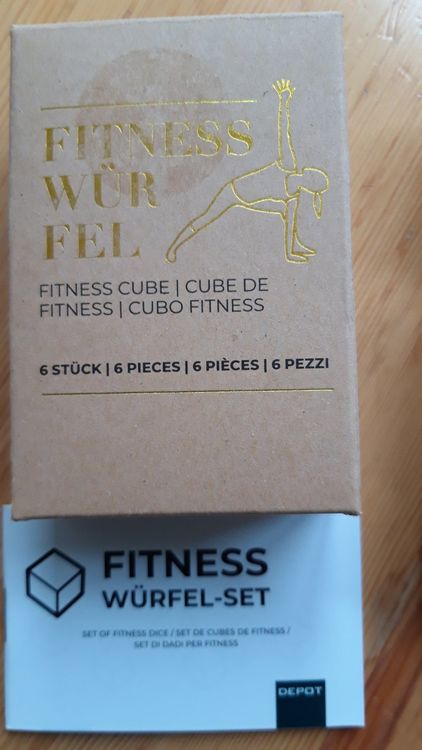 FITNESS
WÜR
FEL
FITNESS CUBE | CUBE DE
FITNESS | CUBO FITNESS
6 STÜCK | 6 PIECES | 6 PIÈCES | 6 PEZZI
FITNESS
WÜRFEL-SET
SET OF FITNESS DICE / SET DE CUBES DE FITNESS /
SET DI DADI PER FITNESS
DEPOT